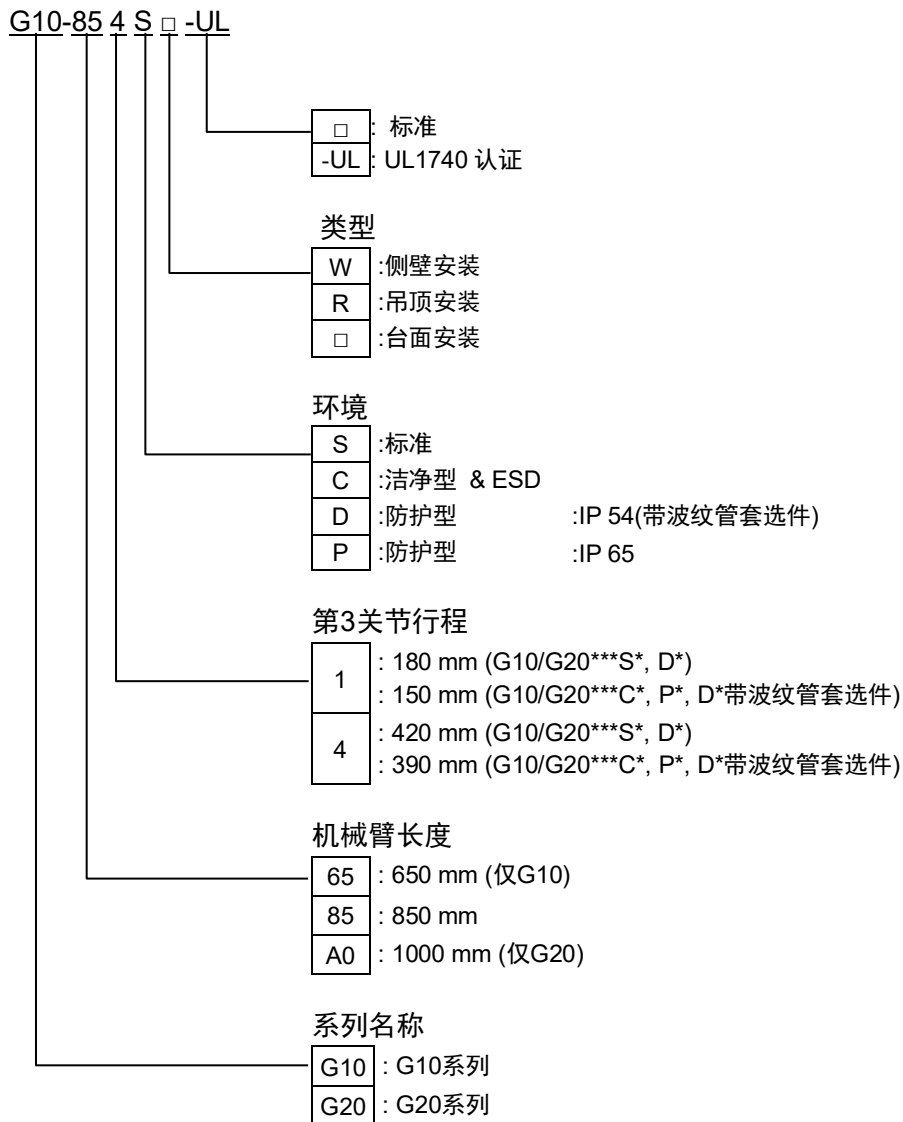 G10-85 4 S □ -UL
□ : 标准
-UL : UL1740 认证
类型
W :侧壁安装
R :吊顶安装
□ :台面安装
环境
S :标准
C :洁净型 & ESD
D :防护型 :IP 54(带波纹管套选件)
P :防护型 :IP 65
第3关节行程
1 : 180 mm (G10/G20***S*, D*)
: 150 mm (G10/G20***C*, P*, D*带波纹管套选件)
4 : 420 mm (G10/G20***S*, D*)
: 390 mm (G10/G20***C*, P*, D*带波纹管套选件)
机械臂长度
65 : 650 mm (仅G10)
85 : 850 mm
A0 : 1000 mm (仅G20)
系列名称
G10 : G10系列
G20 : G20系列